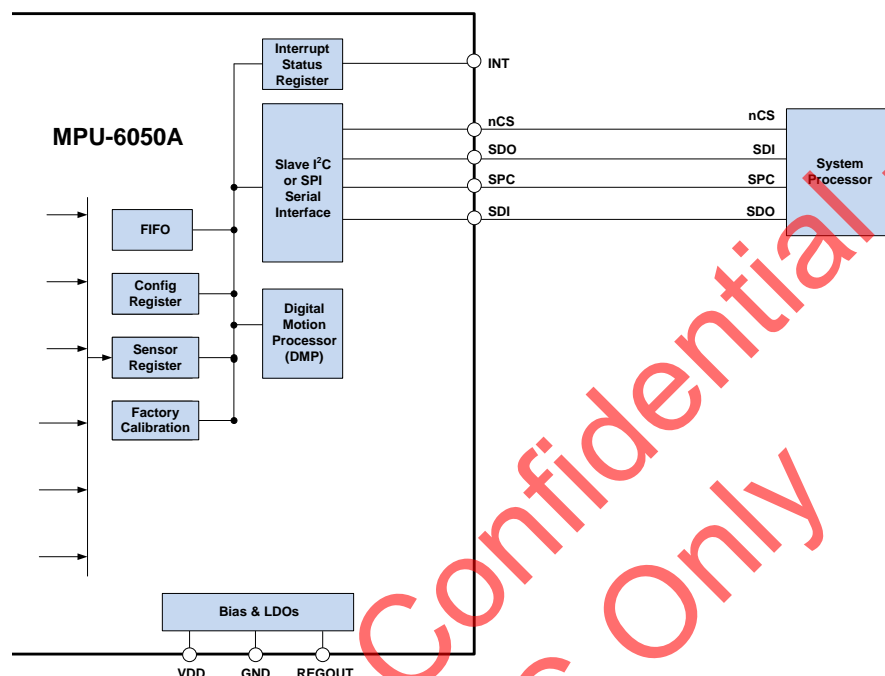 Interrupt
Status
Register
INT
MPU-6050A
Slave I²C
or SPI
Serial
Interface
nCS
SDO
SPC
SDI
nCS
SDI
SPC
SDO
System
Processor
FIFO
Config
Register
Sensor
Register
Factory
Calibration
Digital
Motion
Processor
(DMP)
Bias & LDOs
VDD GND REGOUT
Confidential
Only